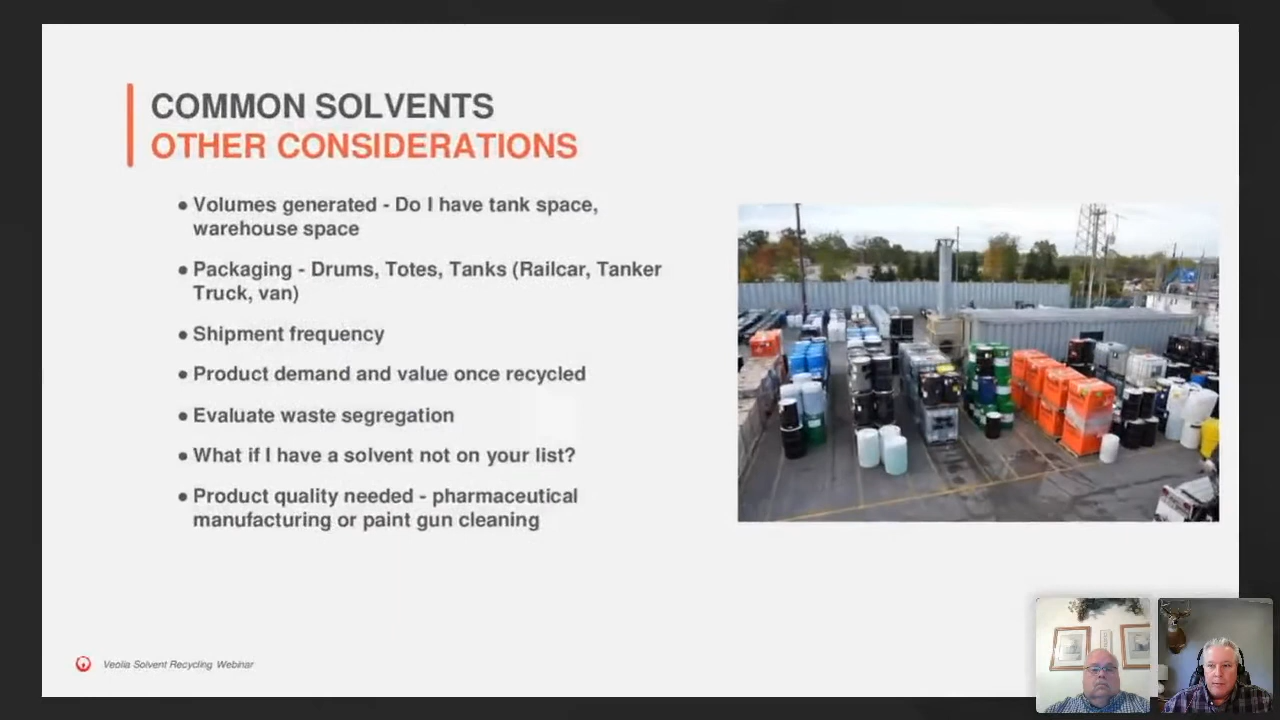 COMMON SOLVENTS
OTHER CONSIDERATIONS
● Volumes generated - Do I have tank space,
warehouse space
● Packaging - Drums, Totes, Tanks (Railcar, Tanker
Truck, van)
● Shipment frequency
● Product demand and value once recycled
● Evaluate waste segregation
● What if I have a solvent not on your list?
● Product quality needed - pharmaceutical
manufacturing or paint gun cleaning
Veolia Solvent Recycling Webinar